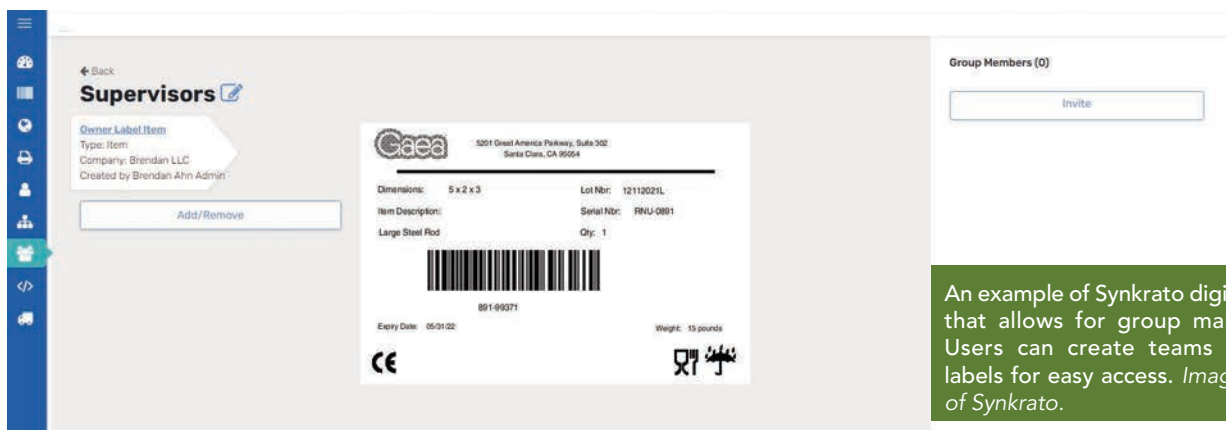 ← Back
Supervisors
Owner Label Item
Type: Item
Company: Brendan LLC
Created by Brendan Ahn Admin
Add/Remove
Gaea
5201 Great America Parkway, Suite 302
Santa Clara, CA 95054
Dimensions: 5 x 2 x 3
Lot Nbr: 12112021L
Item Description:
Serial Nbr: RNU-0891
Large Steel Rod
Qty: 1
891-99371
Expiry Date: 05/31/22
Weight: 15 pounds
CE
Group Members (0)
Invite
An example of Synkrato digi
that allows for group ma
Users can create teams
labels for easy access. Imag
of Synkrato.